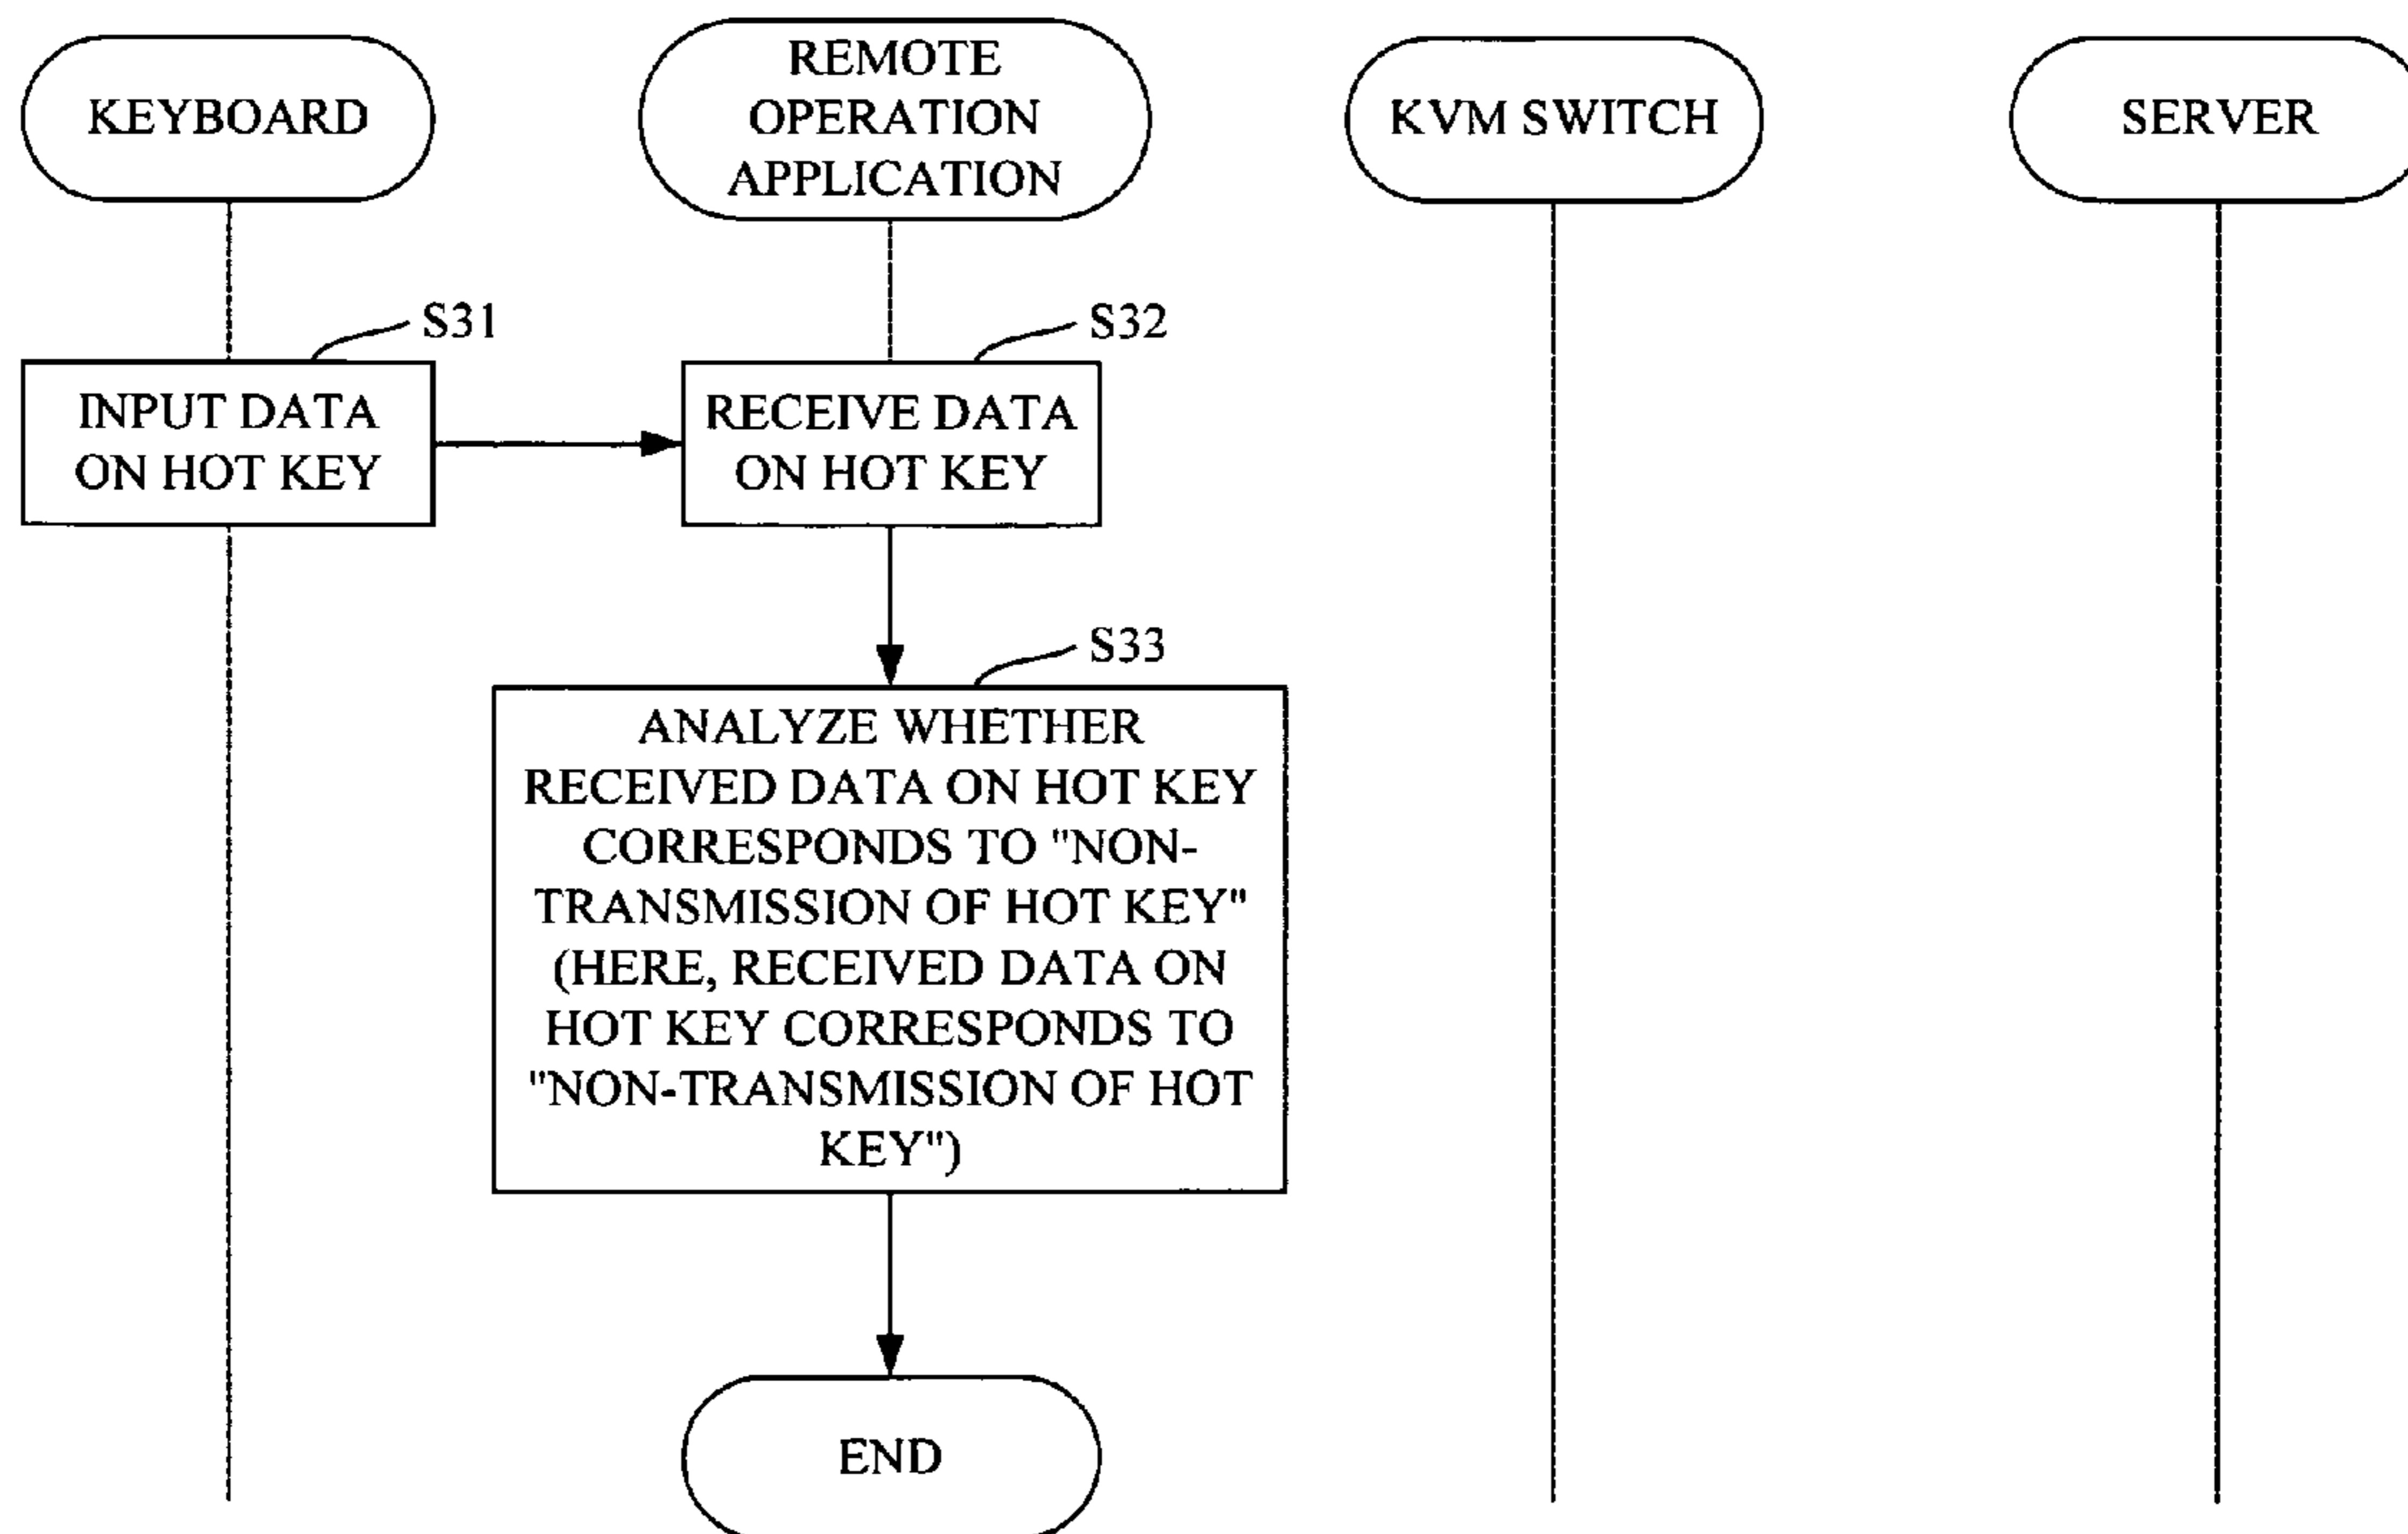 KEYBOARD
REMOTE
OPERATION
APPLICATION
KVM SWITCH
SERVER
S31
S32
INPUT DATA
ON HOT KEY
RECEIVE DATA
ON HOT KEY
S33
ANALYZE WHETHER
RECEIVED DATA ON HOT KEY
CORRESPONDS TO "NON-
TRANSMISSION OF HOT KEY"
(HERE, RECEIVED DATA ON
HOT KEY CORRESPONDS TO
"NON-TRANSMISSION OF HOT
KEY")
END